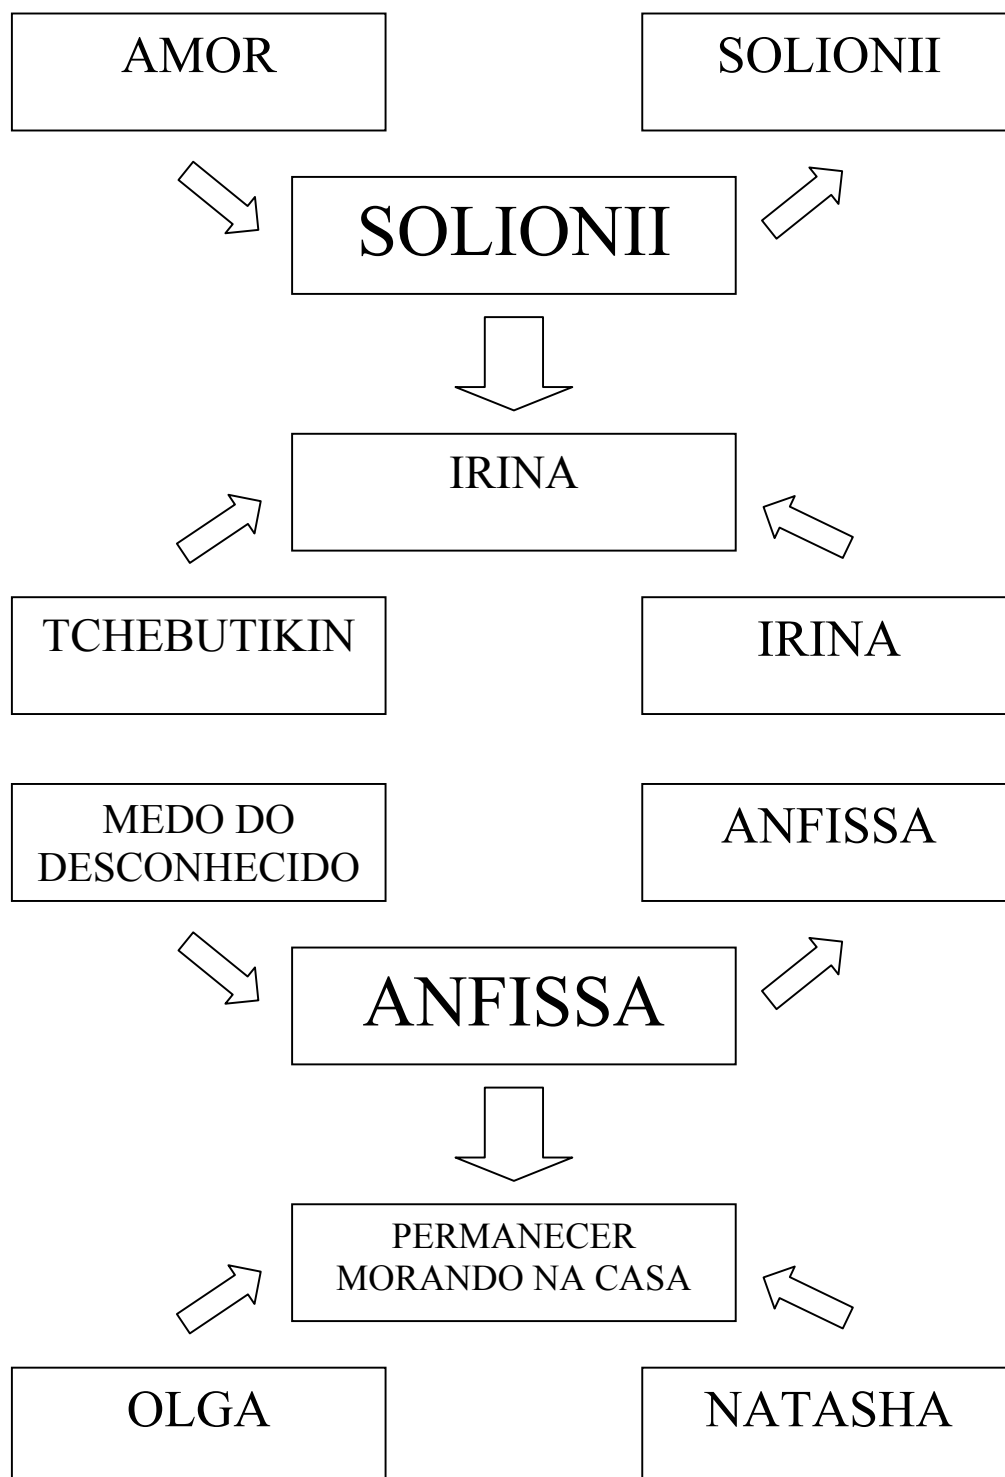 AMOR
SOLIONII
SOLIONII
IRINA
TCHEBUTIKIN
IRINA
MEDO DO
DESCONHECIDO
ANFISSA
ANFISSA
PERMANECER
MORANDO NA CASA
OLGA
NATASHA